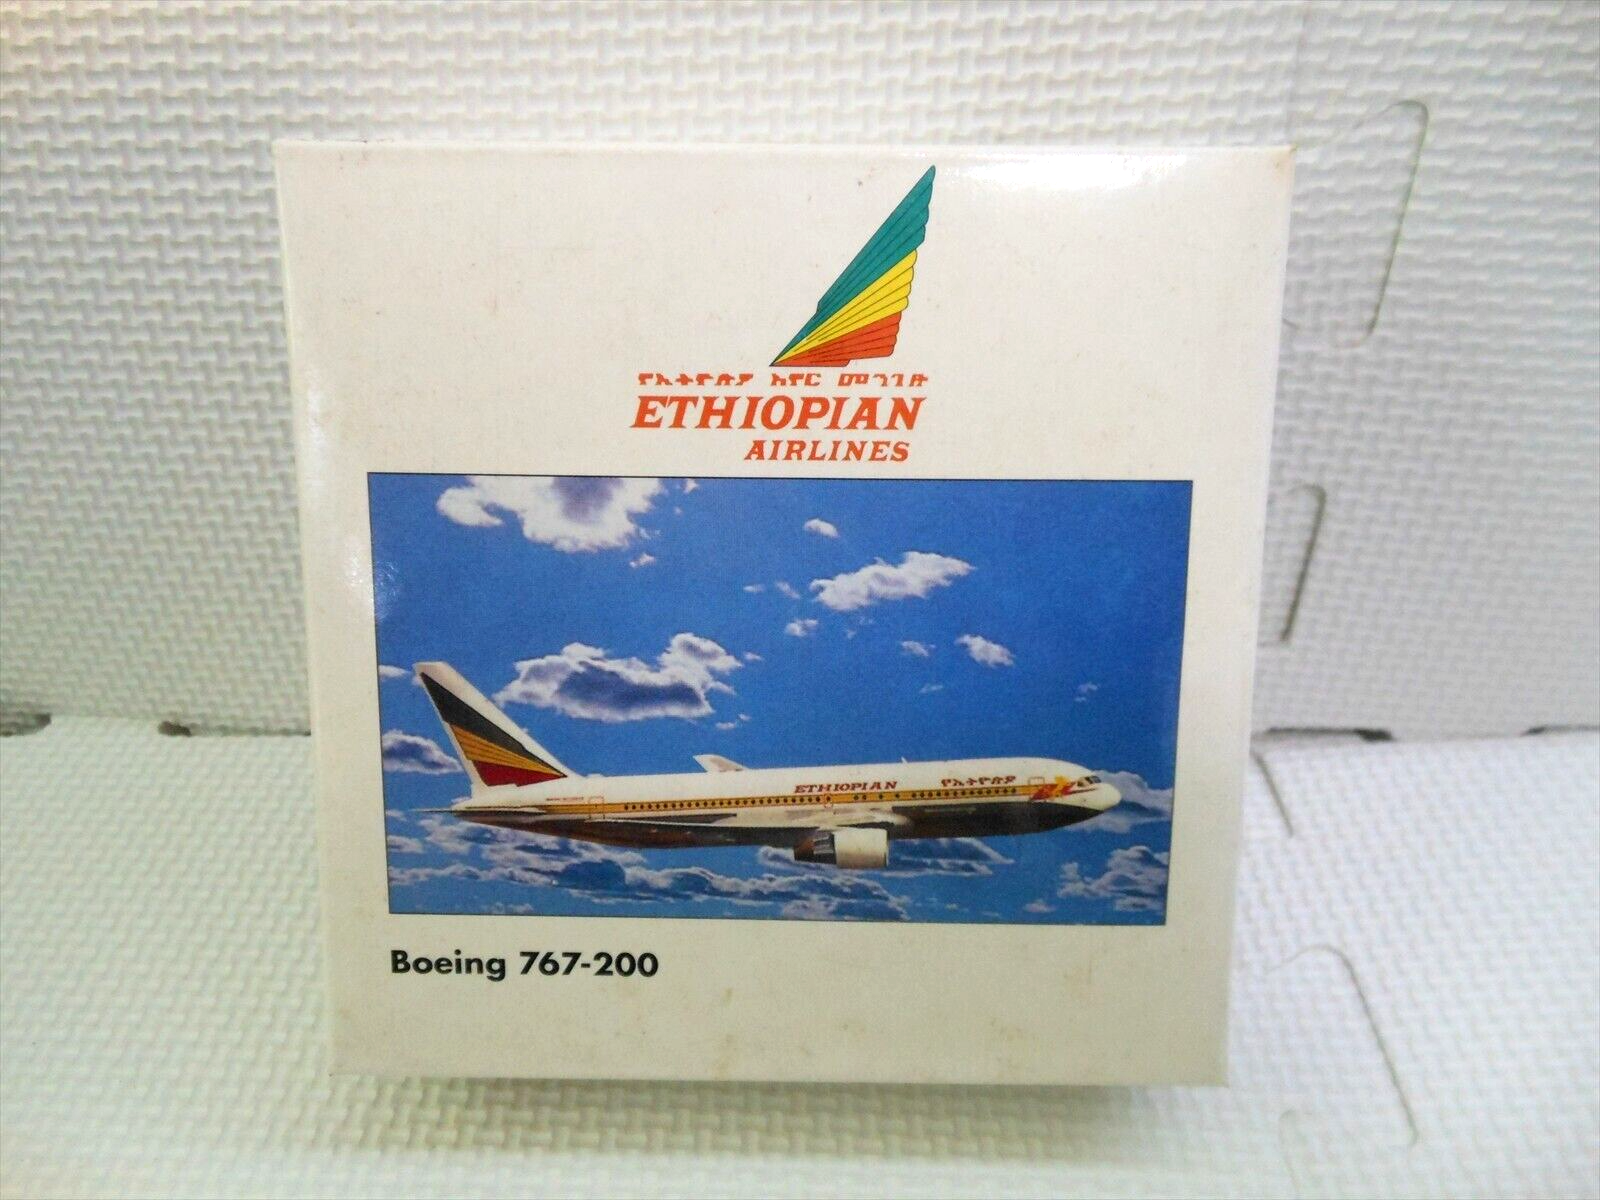 የኢትዮጵያ አየር መንገድ
ETHIOPIAN
AIRLINES
ETHIOPIAN የኢትዮጵያ
Boeing 767-200